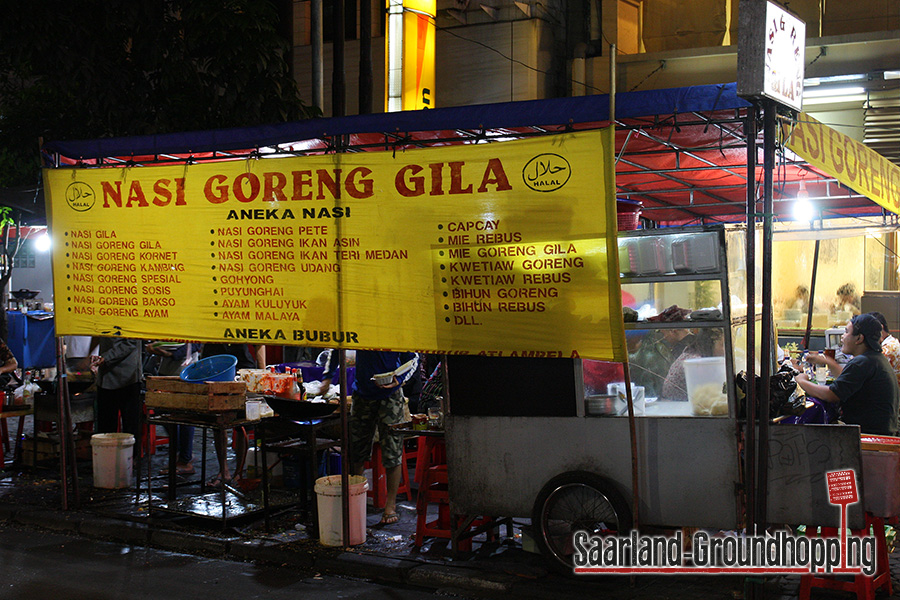 NASI GORENG GILA
حلال
HALAL
حلال
HALAL
ANEKA NASI
• NASI GILA
• NASI GORENG GILA
• NASI GORENG KORNET
• NASI GORENG KAMBING
• NASI GORENG SPESIAL
• NASI GORENG SOSIS
• NASI GORENG BAKSO
• NASI GORENG AYAM
• NASI GORENG PETE
• NASI GORENG IKAN ASIN
• NASI GORENG IKAN TERI MEDAN
• NASI GORENG UDANG
• GOHYONG
• PUYUNGHAI
• AYAM KULUYUK
• AYAM MALAYA
• CAPCAY
• MIE REBUS
• MIE GORENG GILA
• KWETIAW GORENG
• KWETIAW REBUS
• BIHUN GORENG
• BIHUN REBUS
• DLL.
ANEKA BUBUR
NASI GORENG
Saarland-Groundhopping